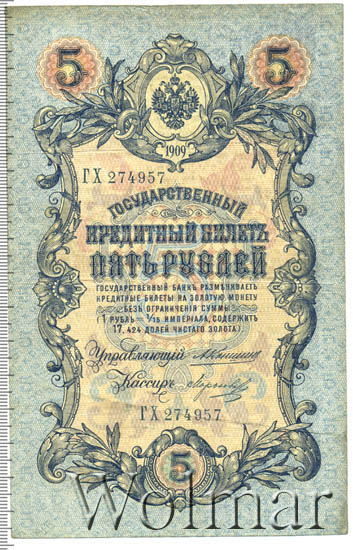 5 5
1909
ГХ 274957
ГОСУДАРСТВЕННЫЙ
КРЕДИТНЫЙ БИЛЕТЪ
ПЯТЬ РУБЛЕЙ
ГОСУДАРСТВЕННЫЙ БАНКЪ РАЗМѢНИВАЕТЪ
КРЕДИТНЫЕ БИЛЕТЫ НА ЗОЛОТУЮ МОНЕТУ
БЕЗЪ ОГРАНИЧЕНІЯ СУММЫ
(1 РУБЛЬ = 1/15 ИМПЕРІАЛА, СОДЕРЖИТЪ
17,424 ДОЛЕЙ ЧИСТАГО ЗОЛОТА).
Управляющій
Кассиръ
ГХ 274957
5
Wolmar